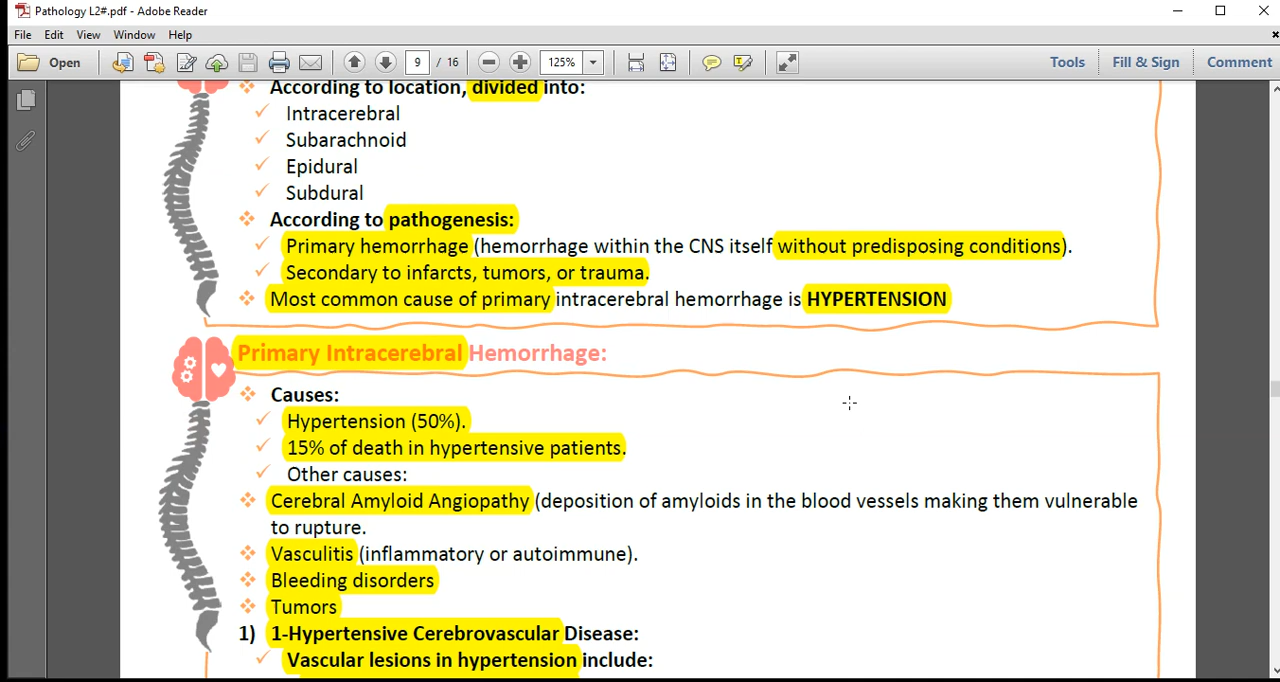 Pathology L2#.pdf - Adobe Reader
File Edit View Window Help
Open 9 / 16 125% Tools Fill & Sign Comment
According to location, divided into:
Intracerebral
Subarachnoid
Epidural
Subdural
According to pathogenesis:
Primary hemorrhage (hemorrhage within the CNS itself without predisposing conditions).
Secondary to infarcts, tumors, or trauma.
Most common cause of primary intracerebral hemorrhage is HYPERTENSION
Primary Intracerebral Hemorrhage:
Causes:
Hypertension (50%).
15% of death in hypertensive patients.
Other causes:
Cerebral Amyloid Angiopathy (deposition of amyloids in the blood vessels making them vulnerable
to rupture.
Vasculitis (inflammatory or autoimmune).
Bleeding disorders
Tumors
1) 1-Hypertensive Cerebrovascular Disease:
Vascular lesions in hypertension include: